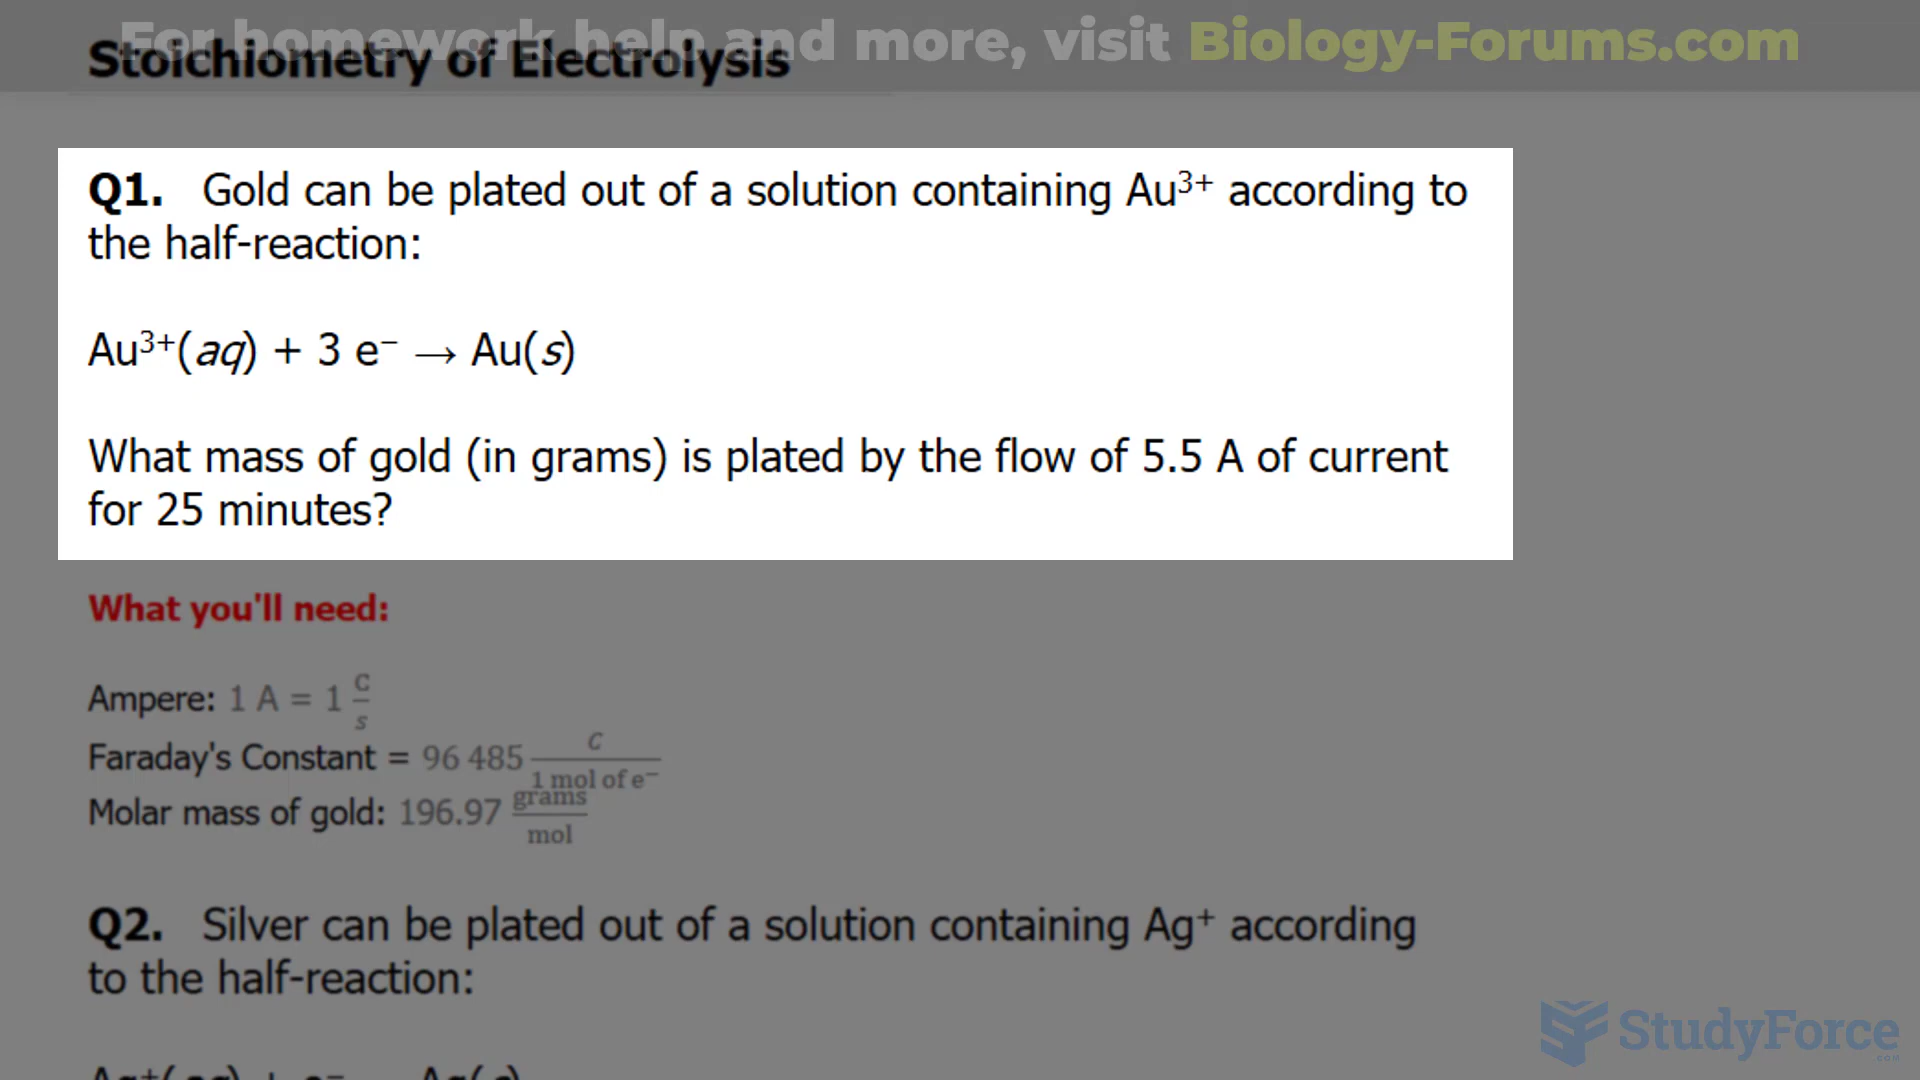 For homework help and more, visit Biology-Forums.com
Stoichiometry of Electrolysis
Q1. Gold can be plated out of a solution containing Au³⁺ according to
the half-reaction:
Au³⁺(aq) + 3 e⁻ → Au(s)
What mass of gold (in grams) is plated by the flow of 5.5 A of current
for 25 minutes?
What you'll need:
Ampere: 1 A = 1 C/s
Faraday's Constant = 96 485 C/1 mol of e⁻
Molar mass of gold: 196.97 grams/mol
Q2. Silver can be plated out of a solution containing Ag⁺ according
to the half-reaction:
Ag⁺(aq) + e⁻ → Ag(s)
StudyForce
.com